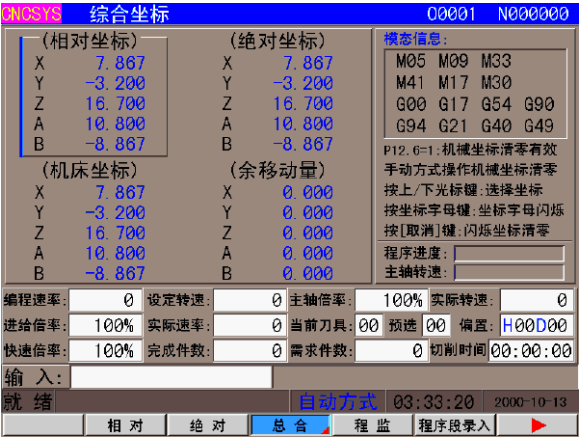 CNCSYS 综合坐标 O0001 N000000
(相对坐标) (绝对坐标) 模态信息:
X 7.867 X 7.867 M05 M09 M33
Y -3.200 Y -3.200 M41 M17 M30
Z 16.700 Z 16.700 G00 G17 G54 G90
A 10.800 A 10.800 G94 G21 G40 G49
B -8.867 B -8.867 P12.6=1:机械坐标清零有效
(机床坐标) (余移动量) 手动方式操作机械坐标清零
X 7.867 X 0.000 按上/下光标键:选择坐标
Y -3.200 Y 0.000 按坐标字母键:坐标字母闪烁
Z 16.700 Z 0.000 按[取消]键:闪烁坐标清零
A 10.800 A 0.000 程序进度:
B -8.867 B 0.000 主轴转速:
编程速率: 0 设定转速: 0 主轴倍率: 100% 实际转速: 0
进给倍率: 100% 实际速率: 0 当前刀具: 00 预选 00 偏置: H00D00
快速倍率: 100% 完成件数: 0 需求件数: 0 切削时间 00:00:00
输 入:
就 绪 自动方式 03:33:20 2000-10-13
相 对 绝 对 总 合 程 监 程序段录入